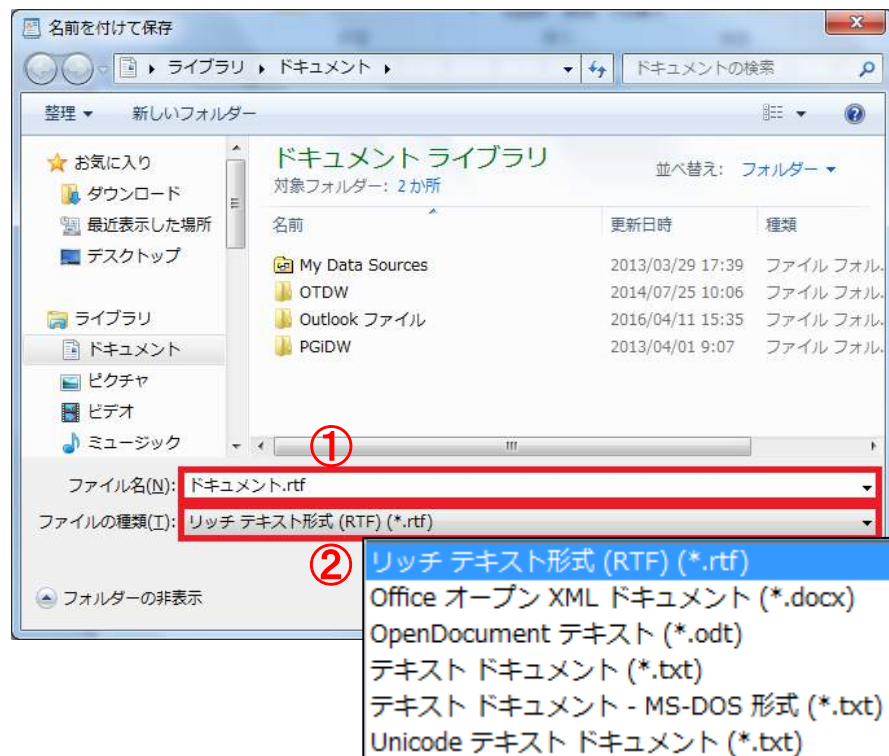 名前を付けて保存
ライブラリ ▸ ドキュメント ▸
ドキュメントの検索
整理 ▼ 新しいフォルダー
お気に入り
ダウンロード
最近表示した場所
デスクトップ
ライブラリ
ドキュメント
ピクチャ
ビデオ
ミュージック
ドキュメント ライブラリ
対象フォルダー: 2 か所
並べ替え: フォルダー ▼
名前 更新日時 種類
My Data Sources 2013/03/29 17:39 ファイル フォル
OTDW 2014/07/25 10:06 ファイル フォル
Outlook ファイル 2016/04/11 15:35 ファイル フォル
PGiDW 2013/04/01 9:07 ファイル フォル
①
ファイル名(N): ドキュメント.rtf
ファイルの種類(T): リッチ テキスト形式 (RTF) (*.rtf)
②
リッチ テキスト形式 (RTF) (*.rtf)
Office オープン XML ドキュメント (*.docx)
OpenDocument テキスト (*.odt)
テキスト ドキュメント (*.txt)
テキスト ドキュメント - MS-DOS 形式 (*.txt)
Unicode テキスト ドキュメント (*.txt)
フォルダーの非表示